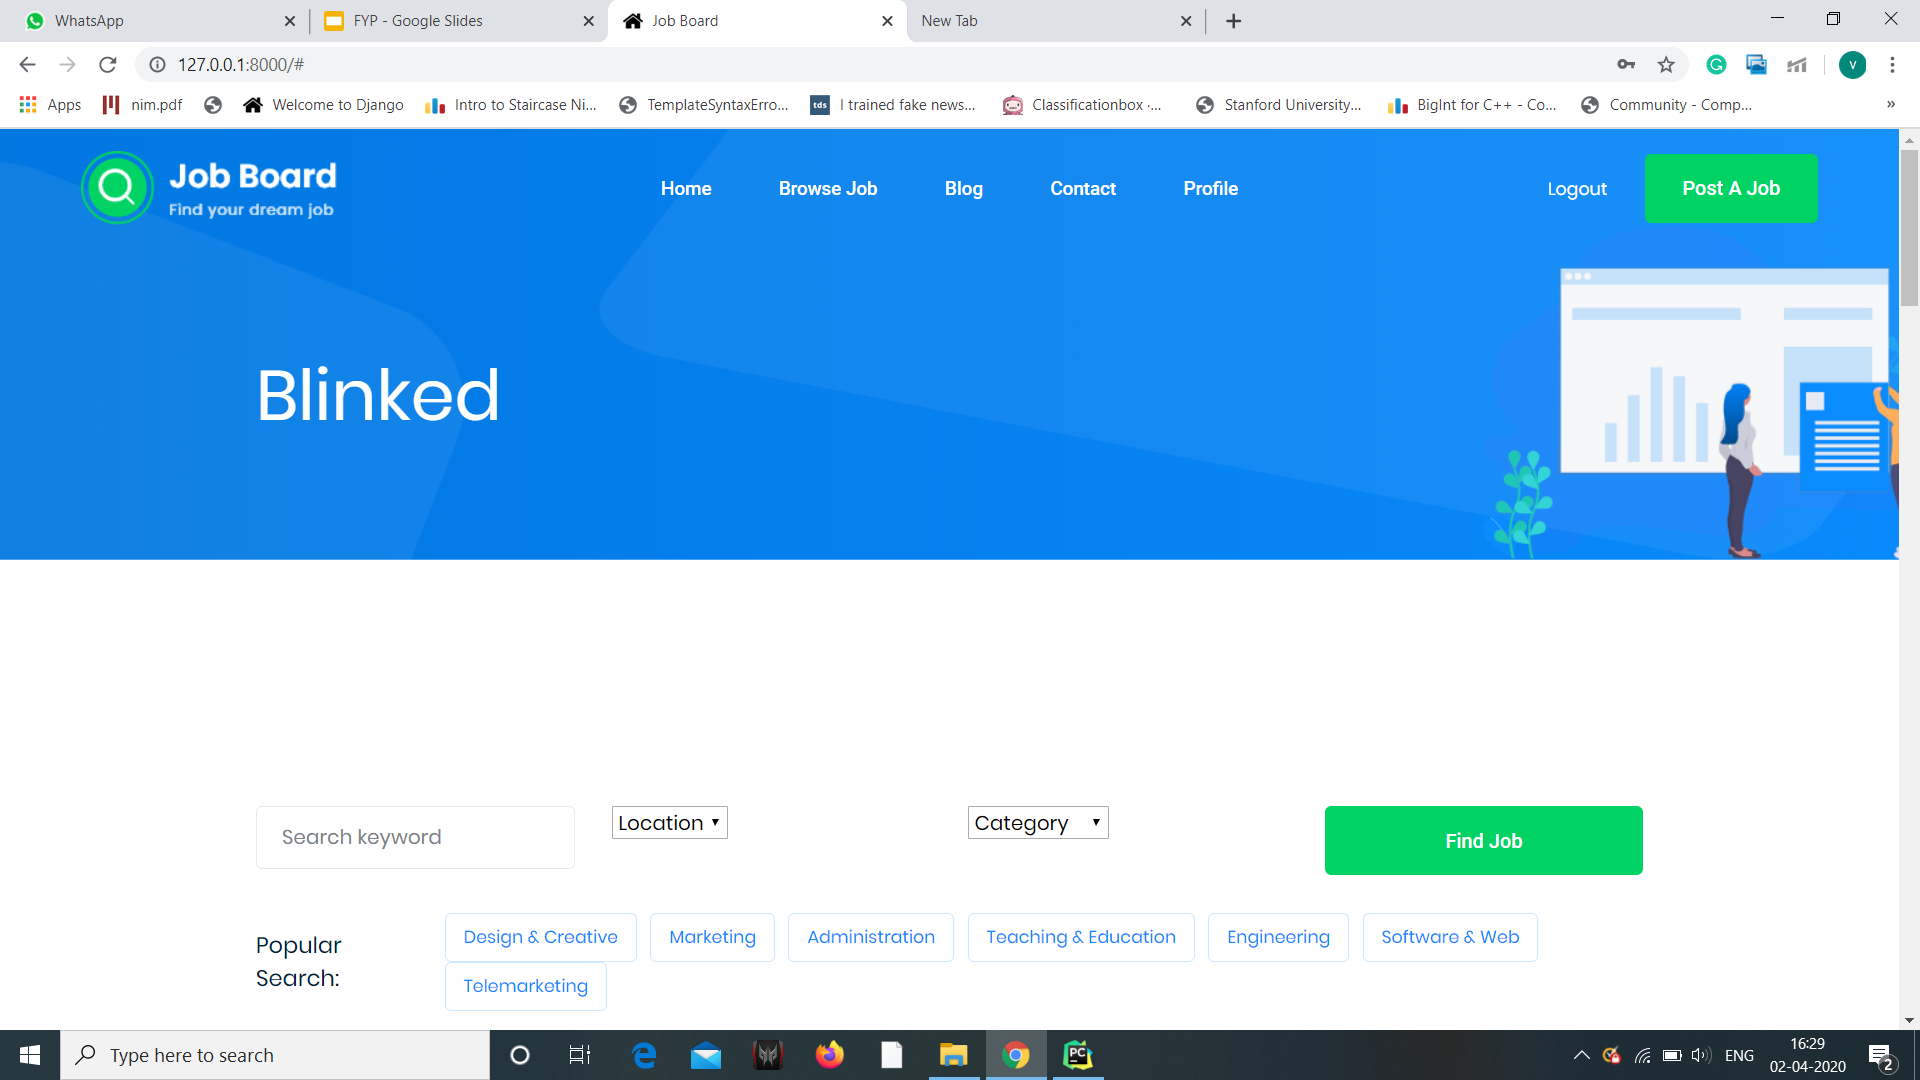 WhatsApp
FYP - Google Slides
Job Board
New Tab
127.0.0.1:8000/#
V
Apps
nim.pdf
Welcome to Django
Intro to Staircase Ni...
TemplateSyntaxErro...
tds
I trained fake news...
Classificationbox ·...
Stanford University...
BigInt for C++ - Co...
Community - Comp...
»
Job Board
Find your dream job
Home
Browse Job
Blog
Contact
Profile
Logout
Post A Job
Blinked
Search keyword
Location
Category
Find Job
Popular
Search:
Design & Creative
Marketing
Administration
Teaching & Education
Engineering
Software & Web
Telemarketing
Type here to search
PC
ENG
16:29
02-04-2020
2